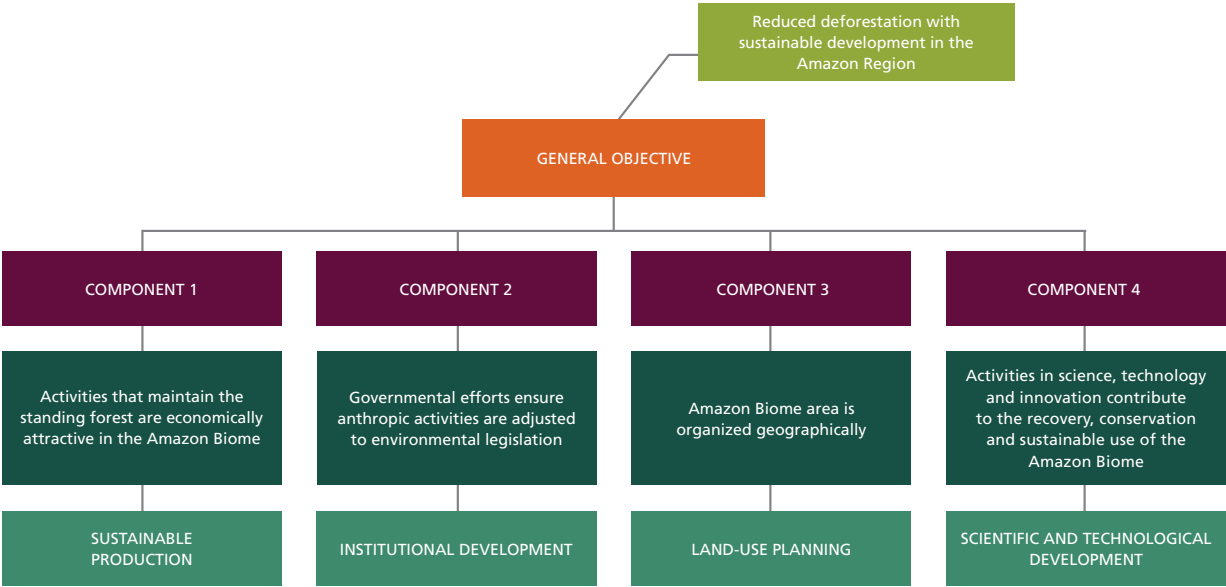 Reduced deforestation with
sustainable development in the
Amazon Region
GENERAL OBJECTIVE
COMPONENT 1
COMPONENT 2
COMPONENT 3
COMPONENT 4
Activities that maintain the
standing forest are economically
attractive in the Amazon Biome
Governmental efforts ensure
anthropic activities are adjusted
to environmental legislation
Amazon Biome area is
organized geographically
Activities in science, technology
and innovation contribute
to the recovery, conservation
and sustainable use of the
Amazon Biome
SUSTAINABLE
PRODUCTION
INSTITUTIONAL DEVELOPMENT
LAND-USE PLANNING
SCIENTIFIC AND TECHNOLOGICAL
DEVELOPMENT